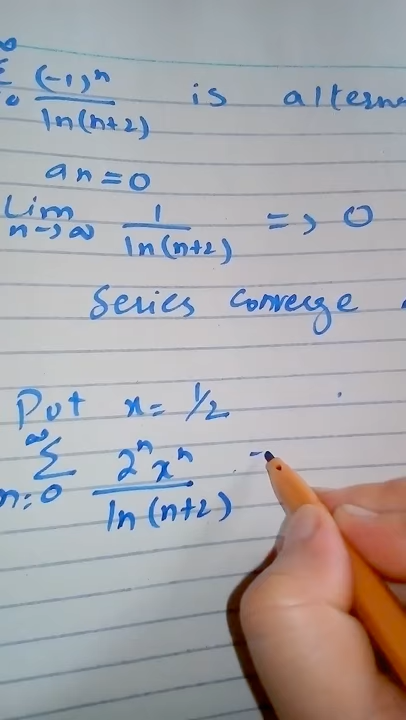 ∞
Σ (-1)^n / ln(n+2) is altern
an = 0
Lim n→∞ 1 / ln(n+2) => 0
Series converge
Put x = 1/2
∞ Σ n=0 2^n x^n / ln(n+2)